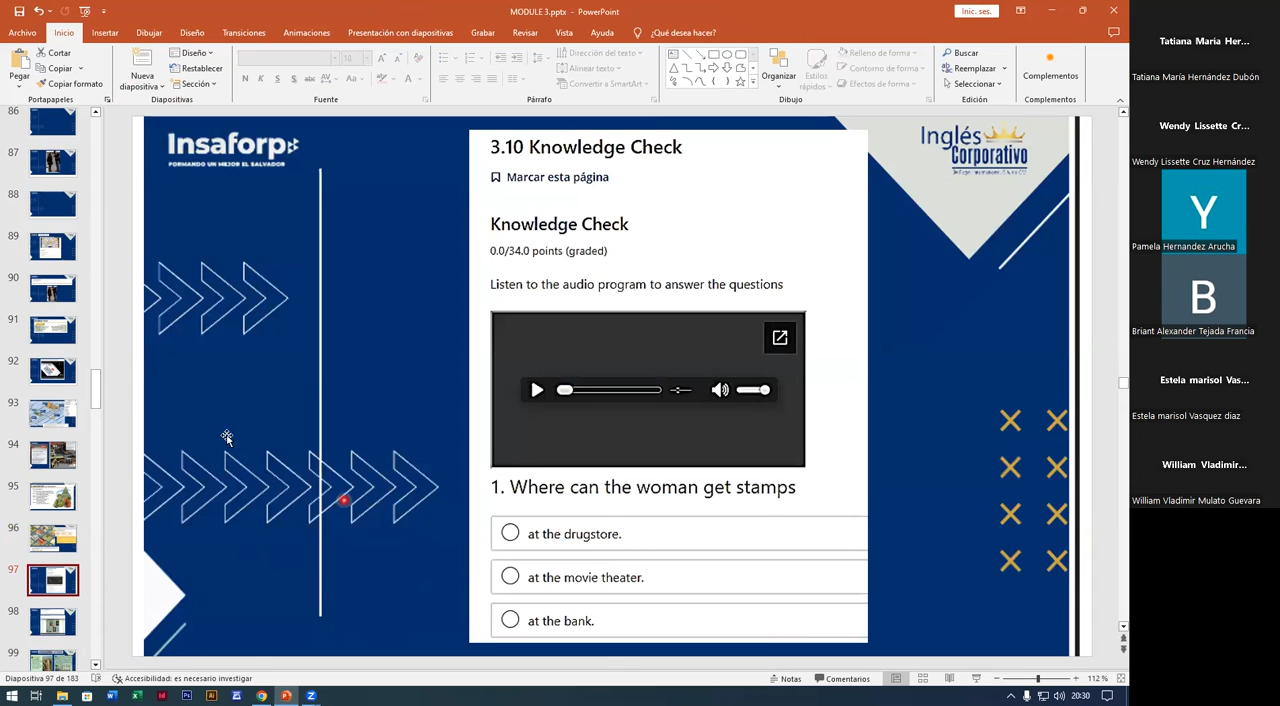 MODULE 3.pptx - PowerPoint
Inic. ses.
Archivo Inicio Insertar Dibujar Diseño Transiciones Animaciones Presentación con diapositivas Grabar Revisar Vista Ayuda ¿Qué desea hacer?
Pegar
Cortar
Copiar
Copiar formato
Portapapeles
Nueva diapositiva
Diseño
Restablecer
Sección
Diapositivas
10
N K S S abc AV Aa A
Fuente
Dirección del texto
Alinear texto
Convertir a SmartArt
Párrafo
Organizar
Estilos rápidos
Relleno de forma
Contorno de forma
Efectos de forma
Dibujo
Buscar
Reemplazar
Seleccionar
Edición
Complementos
Complementos
86
87
88
89
90
91
92
93
94
95
96
97
98
99
Insaforp
FORMANDO UN MEJOR EL SALVADOR
3.10 Knowledge Check
Marcar esta página
Knowledge Check
0.0/34.0 points (graded)
Listen to the audio program to answer the questions
1. Where can the woman get stamps
at the drugstore.
at the movie theater.
at the bank.
Inglés
Corporativo
Tatiana Maria Her...
Tatiana María Hernández Dubón
Wendy Lissette Cr...
Wendy Lissette Cruz Hernández
Y
Pamela Hernandez Arucha
B
Briant Alexander Tejada Francia
Estela marisol Vas...
Estela marisol Vasquez diaz
William Vladimir...
William Vladimir Mulato Guevara
Diapositiva 97 de 183
Accesibilidad: es necesario investigar
Notas
Comentarios
112 %
20:30